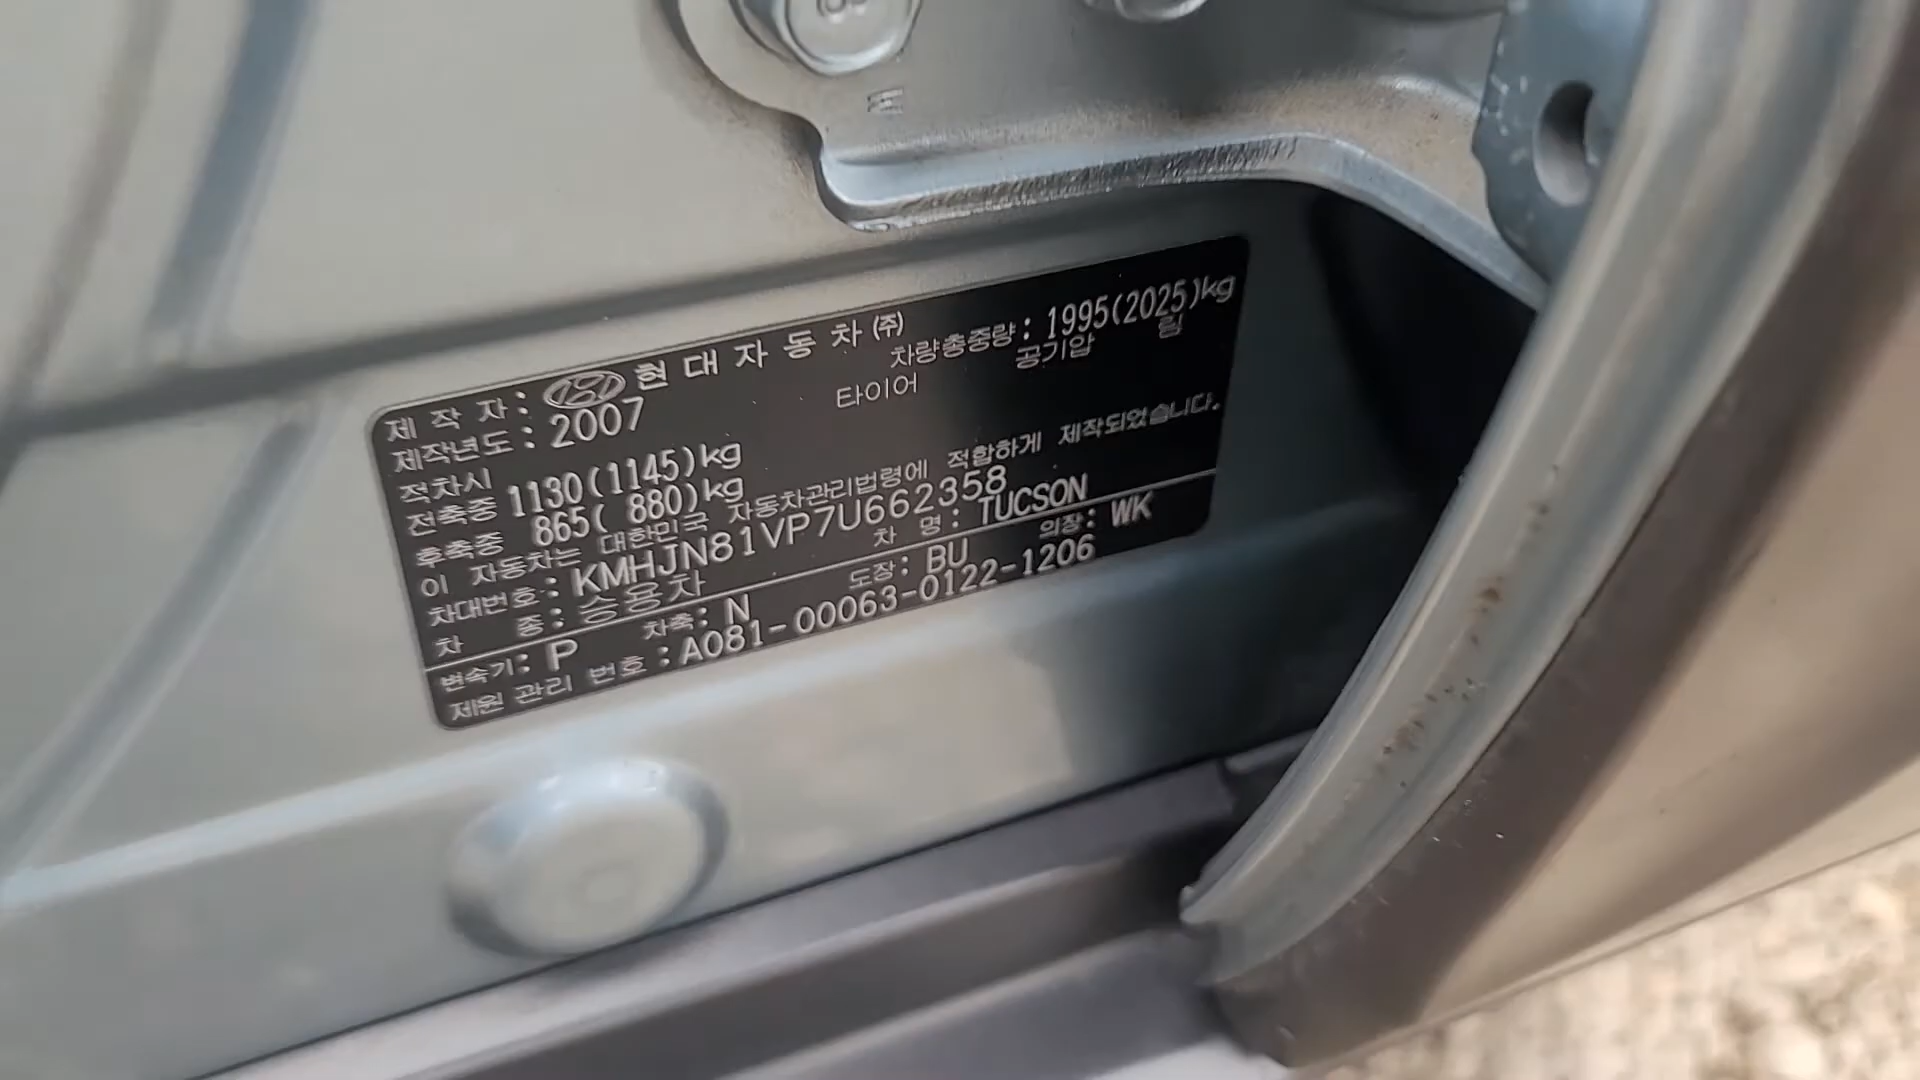 제 작 자 : 현 대 자 동 차 ㈜
제작년도 : 2007 차량총중량 : 1995(2025)kg
적차시 타이어 공기압 림
전축중 1130(1145)kg
후축중 865( 880)kg
이 자동차는 대한민국 자동차관리법령에 적합하게 제작되었습니다.
차대번호 : KMHJN81VP7U662358
차 종 : 승용차 차 명 : TUCSON
변속기 : P 차축 : N 도장 : BU 의장 : WK
제원 관리 번호 : A081-00063-0122-1206